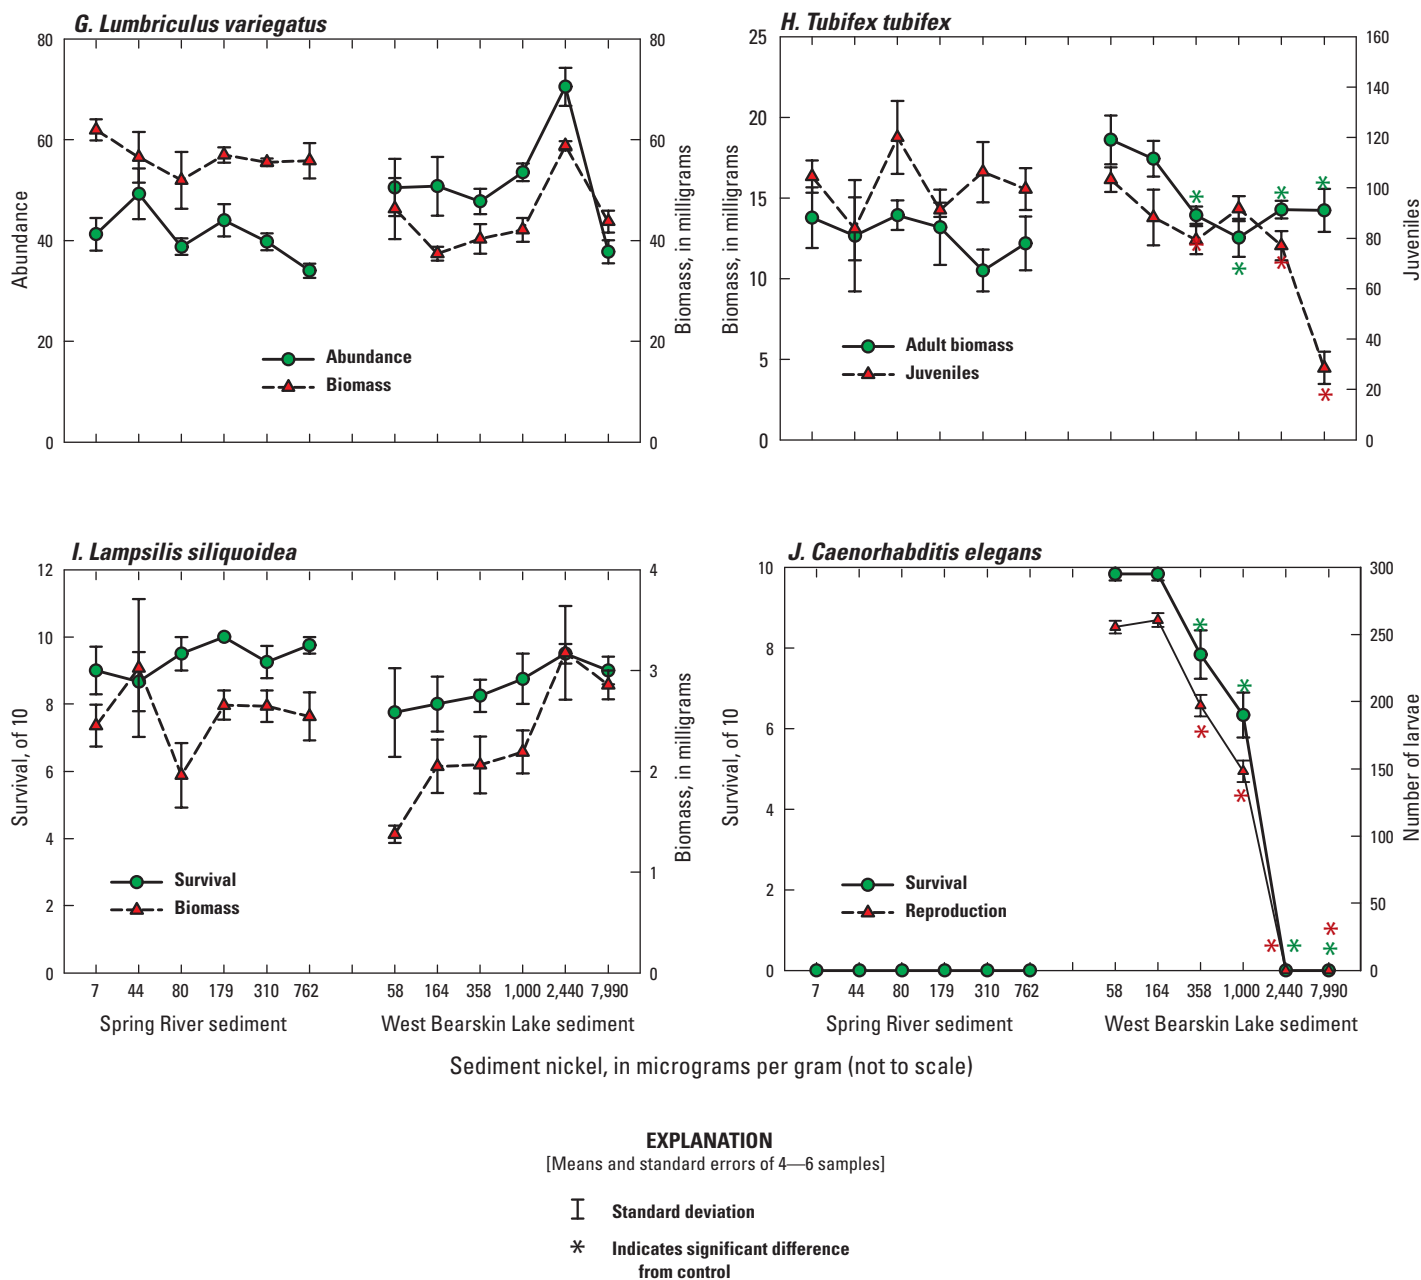 G. Lumbriculus variegatus
80
60
40
20
0
Abundance
80
60
40
20
0
Biomass, in milligrams
Abundance
Biomass
H. Tubifex tubifex
25
20
15
10
5
0
Biomass, in milligrams
160
140
120
100
80
60
40
20
0
Juveniles
Adult biomass
Juveniles
I. Lampsilis siliquoidea
12
10
8
6
4
2
0
Survival, of 10
4
3
2
1
0
Biomass, in milligrams
Survival
Biomass
7 44 80 179 310 762 58 164 358 1,000 2,440 7,990
Spring River sediment West Bearskin Lake sediment
J. Caenorhabditis elegans
10
8
6
4
2
0
Survival, of 10
300
250
200
150
100
50
0
Number of larvae
Survival
Reproduction
7 44 80 179 310 762 58 164 358 1,000 2,440 7,990
Spring River sediment West Bearskin Lake sediment
Sediment nickel, in micrograms per gram (not to scale)
EXPLANATION
[Means and standard errors of 4—6 samples]
Standard deviation
* Indicates significant difference
from control